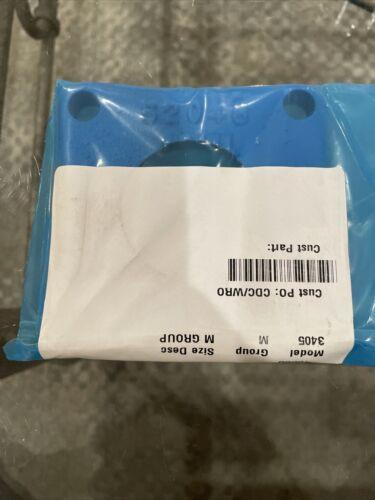 Model Group Size Desc
3405 M M GROUP
Cust PO: CDC/WRO
Cust Part: